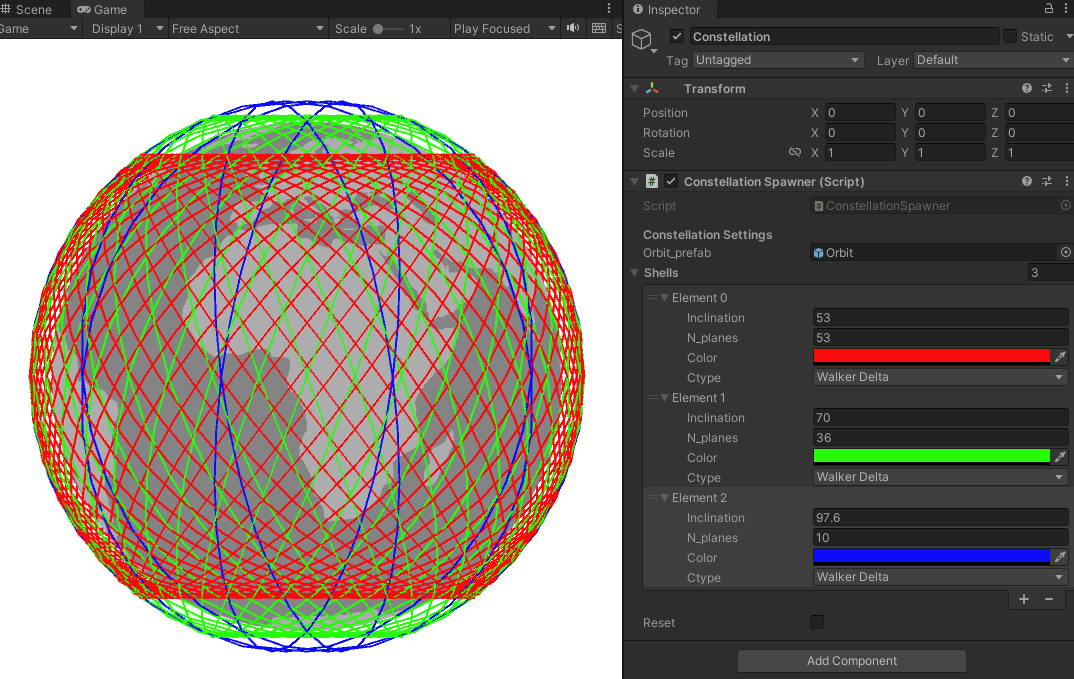 Scene Game
Game Display 1 Free Aspect Scale 1x Play Focused S
Inspector
Constellation Static
Tag Untagged Layer Default
Transform
Position X 0 Y 0 Z 0
Rotation X 0 Y 0 Z 0
Scale X 1 Y 1 Z 1
# Constellation Spawner (Script)
Script ConstellationSpawner
Constellation Settings
Orbit_prefab Orbit
Shells 3
Element 0
Inclination 53
N_planes 53
Color
Ctype Walker Delta
Element 1
Inclination 70
N_planes 36
Color
Ctype Walker Delta
Element 2
Inclination 97.6
N_planes 10
Color
Ctype Walker Delta
+ −
Reset
Add Component